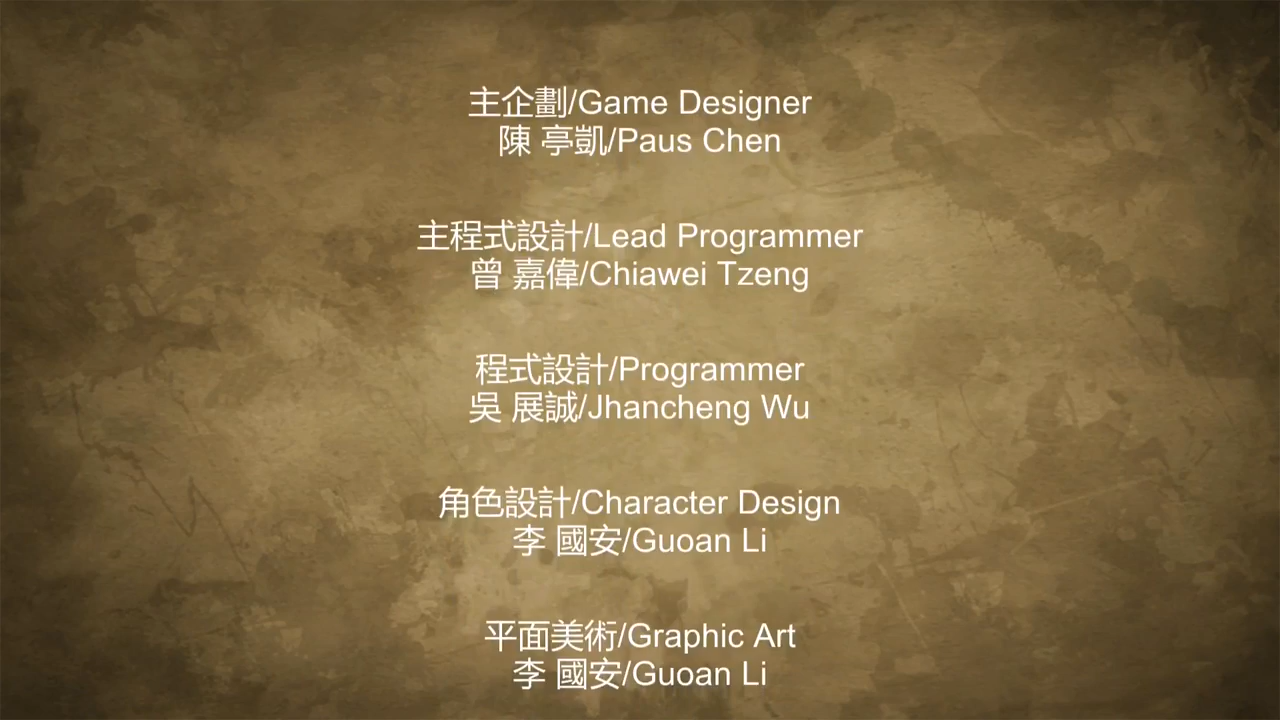 主企劃/Game Designer
陳 亭凱/Paus Chen
主程式設計/Lead Programmer
曾 嘉偉/Chiawei Tzeng
程式設計/Programmer
吳 展誠/Jhancheng Wu
角色設計/Character Design
李 國安/Guoan Li
平面美術/Graphic Art
李 國安/Guoan Li